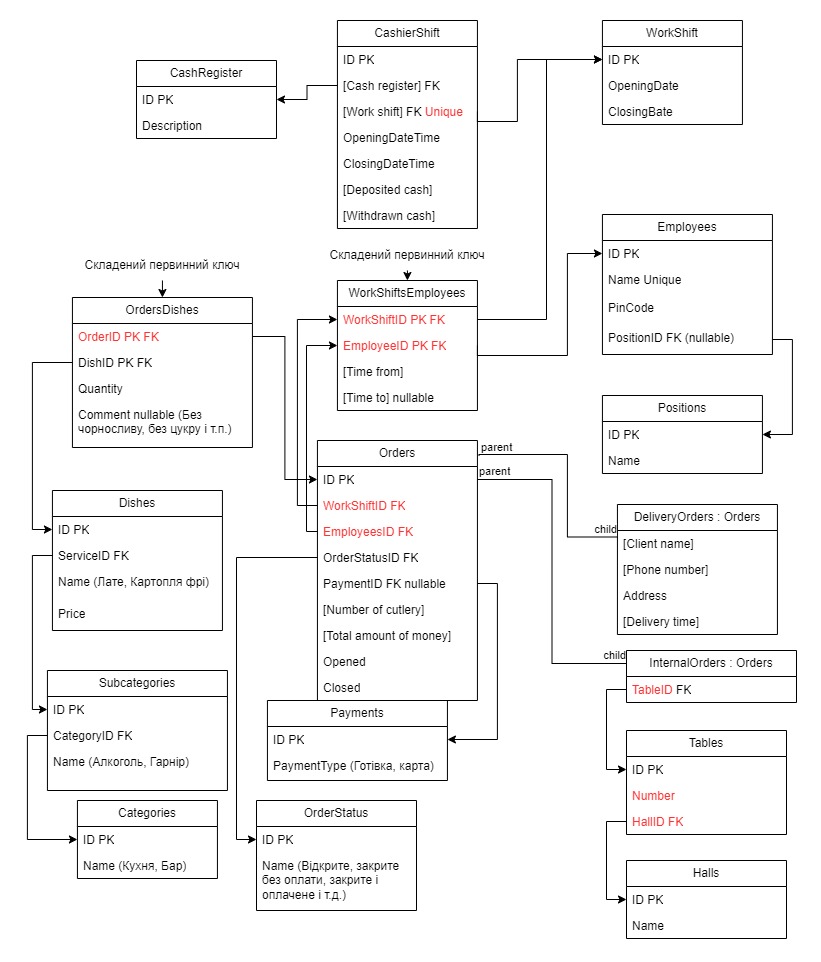 CashierShift
ID PK
[Cash register] FK
[Work shift] FK Unique
OpeningDateTime
ClosingDateTime
[Deposited cash]
[Withdrawn cash]
WorkShift
ID PK
OpeningDate
ClosingBate
CashRegister
ID PK
Description
Employees
ID PK
Name Unique
PinCode
PositionID FK (nullable)
Складений первинний ключ
WorkShiftsEmployees
WorkShiftID PK FK
EmployeeID PK FK
[Time from]
[Time to] nullable
Складений первинний ключ
OrdersDishes
OrderID PK FK
DishID PK FK
Quantity
Comment nullable (Без
чорносливу, без цукру і т.п.)
Positions
ID PK
Name
Orders
ID PK
WorkShiftID FK
EmployeesID FK
OrderStatusID FK
PaymentID FK nullable
[Number of cutlery]
[Total amount of money]
Opened
Closed
parent
parent
child
DeliveryOrders : Orders
[Client name]
[Phone number]
Address
[Delivery time]
Dishes
ID PK
ServiceID FK
Name (Лате, Картопля фрі)
Price
child
InternalOrders : Orders
TableID FK
Subcategories
ID PK
CategoryID FK
Name (Алкоголь, Гарнір)
Payments
ID PK
PaymentType (Готівка, карта)
Tables
ID PK
Number
HallID FK
Categories
ID PK
Name (Кухня, Бар)
OrderStatus
ID PK
Name (Відкрите, закрите
без оплати, закрите і
оплачене і т.д.)
Halls
ID PK
Name